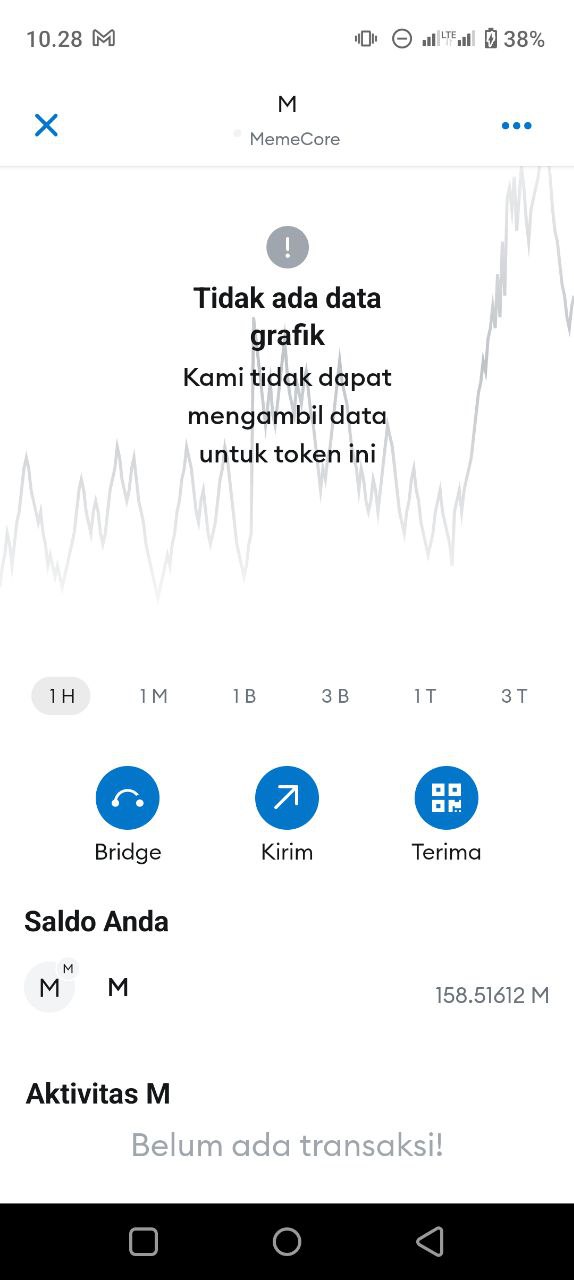 10.28 LTE 38%
M
MemeCore
Tidak ada data
grafik
Kami tidak dapat
mengambil data
untuk token ini
1 H 1 M 1 B 3 B 1 T 3 T
Bridge Kirim Terima
Saldo Anda
M M M 158.51612 M
Aktivitas M
Belum ada transaksi!